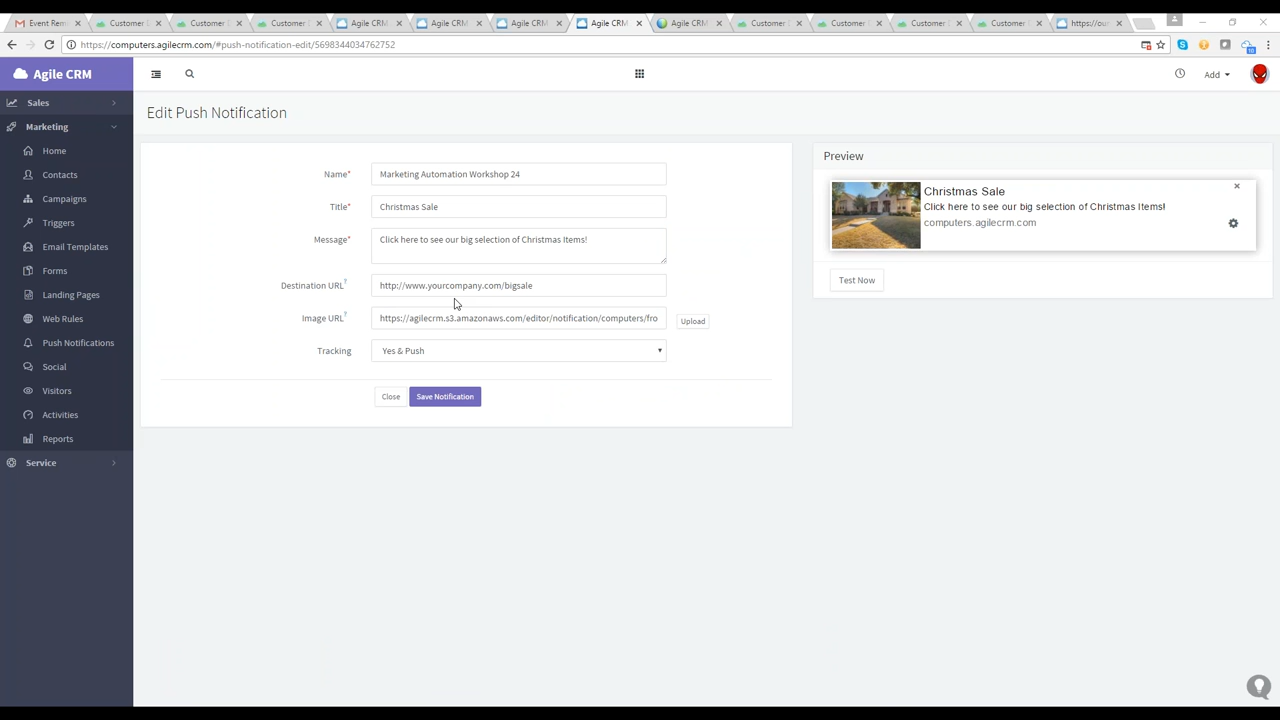 Event Rem
Customer
Customer
Customer
Agile CRM
Agile CRM
Agile CRM
Agile CRM
Agile CRM
Customer
Customer
Customer
Customer
https://computers.agilecrm.com/#push-notification-edit/5698344034762752
Agile CRM
Add
Sales
Marketing
Home
Contacts
Campaigns
Triggers
Email Templates
Forms
Landing Pages
Web Rules
Push Notifications
Social
Visitors
Activities
Reports
Service
Edit Push Notification
Name* Marketing Automation Workshop 24
Title* Christmas Sale
Message* Click here to see our big selection of Christmas Items!
Destination URL? http://www.yourcompany.com/bigsale
Image URL? https://agilecrm.s3.amazonaws.com/editor/notification/computers/fro Upload
Tracking Yes & Push
Close Save Notification
Preview
Christmas Sale
Click here to see our big selection of Christmas Items!
computers.agilecrm.com
Test Now